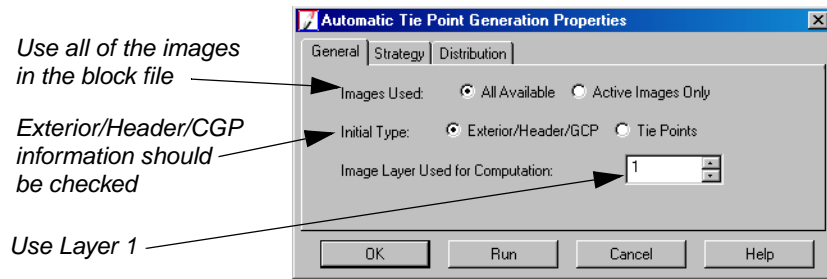 Automatic Tie Point Generation Properties
General Strategy Distribution
Use all of the images
in the block file
Images Used: All Available Active Images Only
Exterior/Header/CGP
information should
be checked
Initial Type: Exterior/Header/GCP Tie Points
Image Layer Used for Computation: 1
Use Layer 1
OK Run Cancel Help